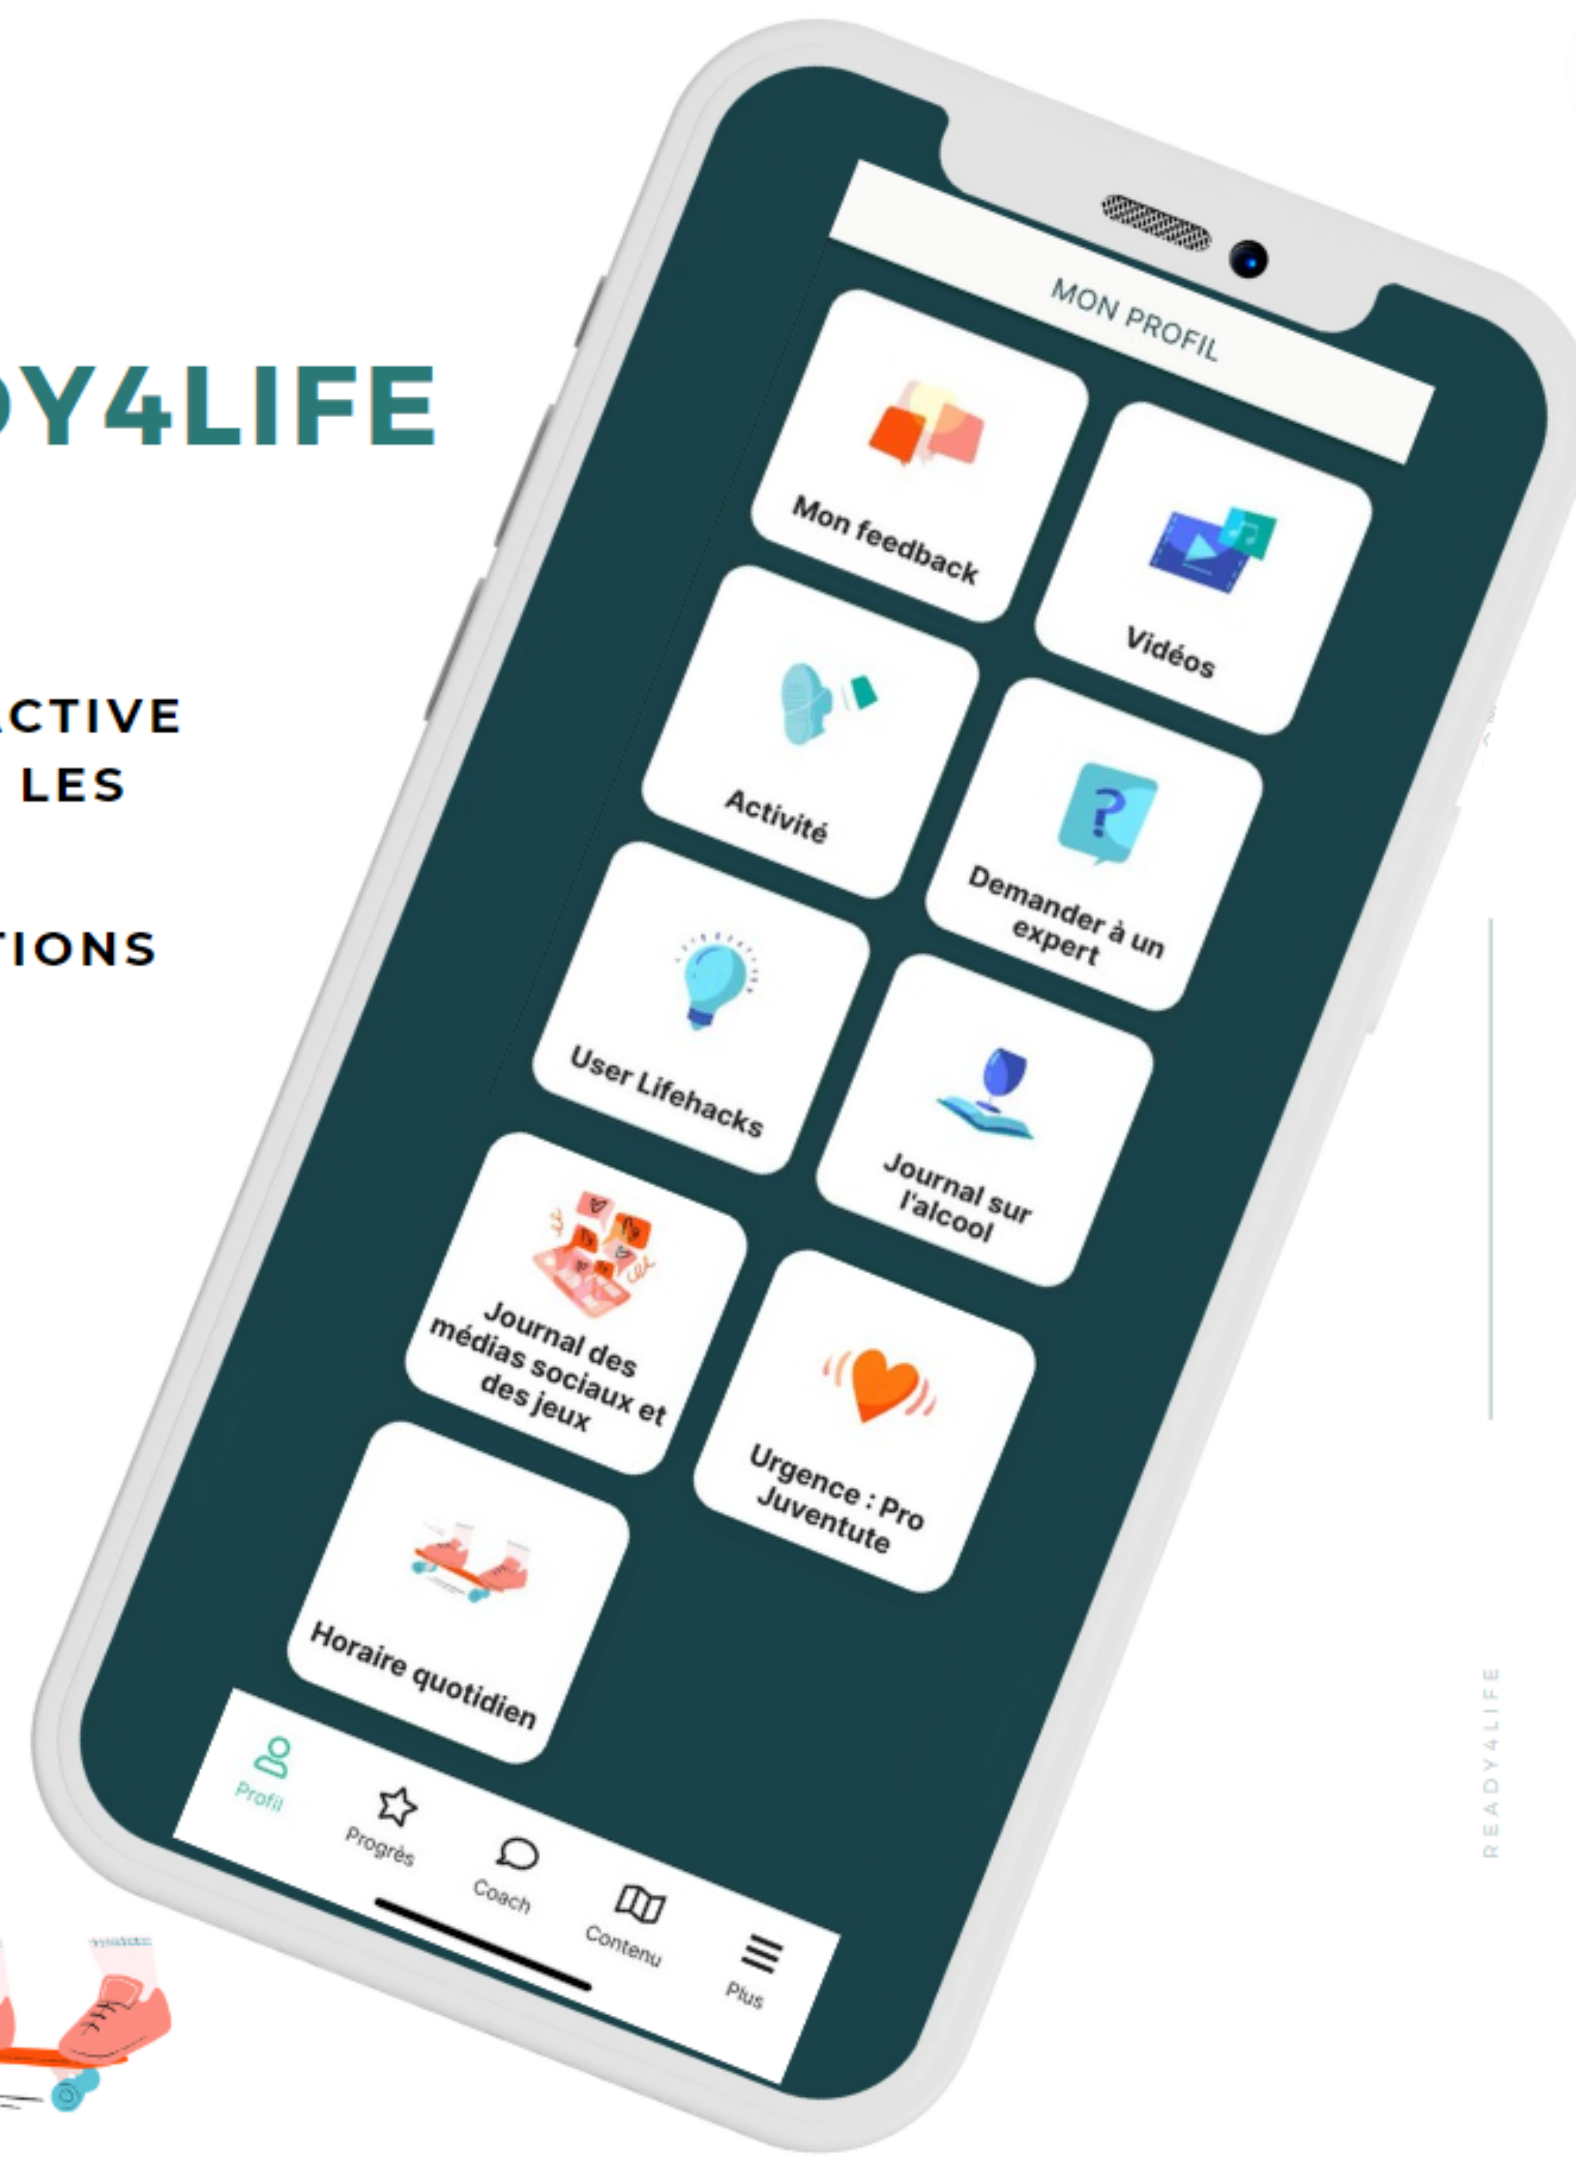 DY4LIFE
ACTIVE
LES
TIONS
MON PROFIL
Mon feedback
Vidéos
Activité
Demander à un
expert
User Lifehacks
Journal sur
l'alcool
Journal des
médias sociaux et
des jeux
Urgence : Pro
Juventute
Horaire quotidien
Profil
Progrès
Coach
Contenu
Plus
READY4LIFE